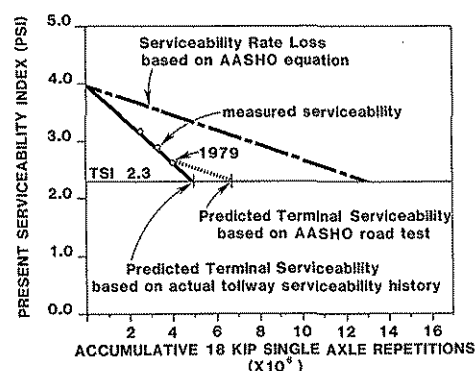 PRESENT SERVICEABILITY INDEX (PSI)
5.0
4.0
3.0
2.0
1.0
0.0
Serviceability Rate Loss
based on AASHO equation
measured serviceability
1979
TSI 2.3
Predicted Terminal Serviceability
based on AASHO road test
Predicted Terminal Serviceability
based on actual tollway serviceability history
2 4 6 8 10 12 14 16
ACCUMULATIVE 18 KIP SINGLE AXLE REPETITIONS
(X10⁶)